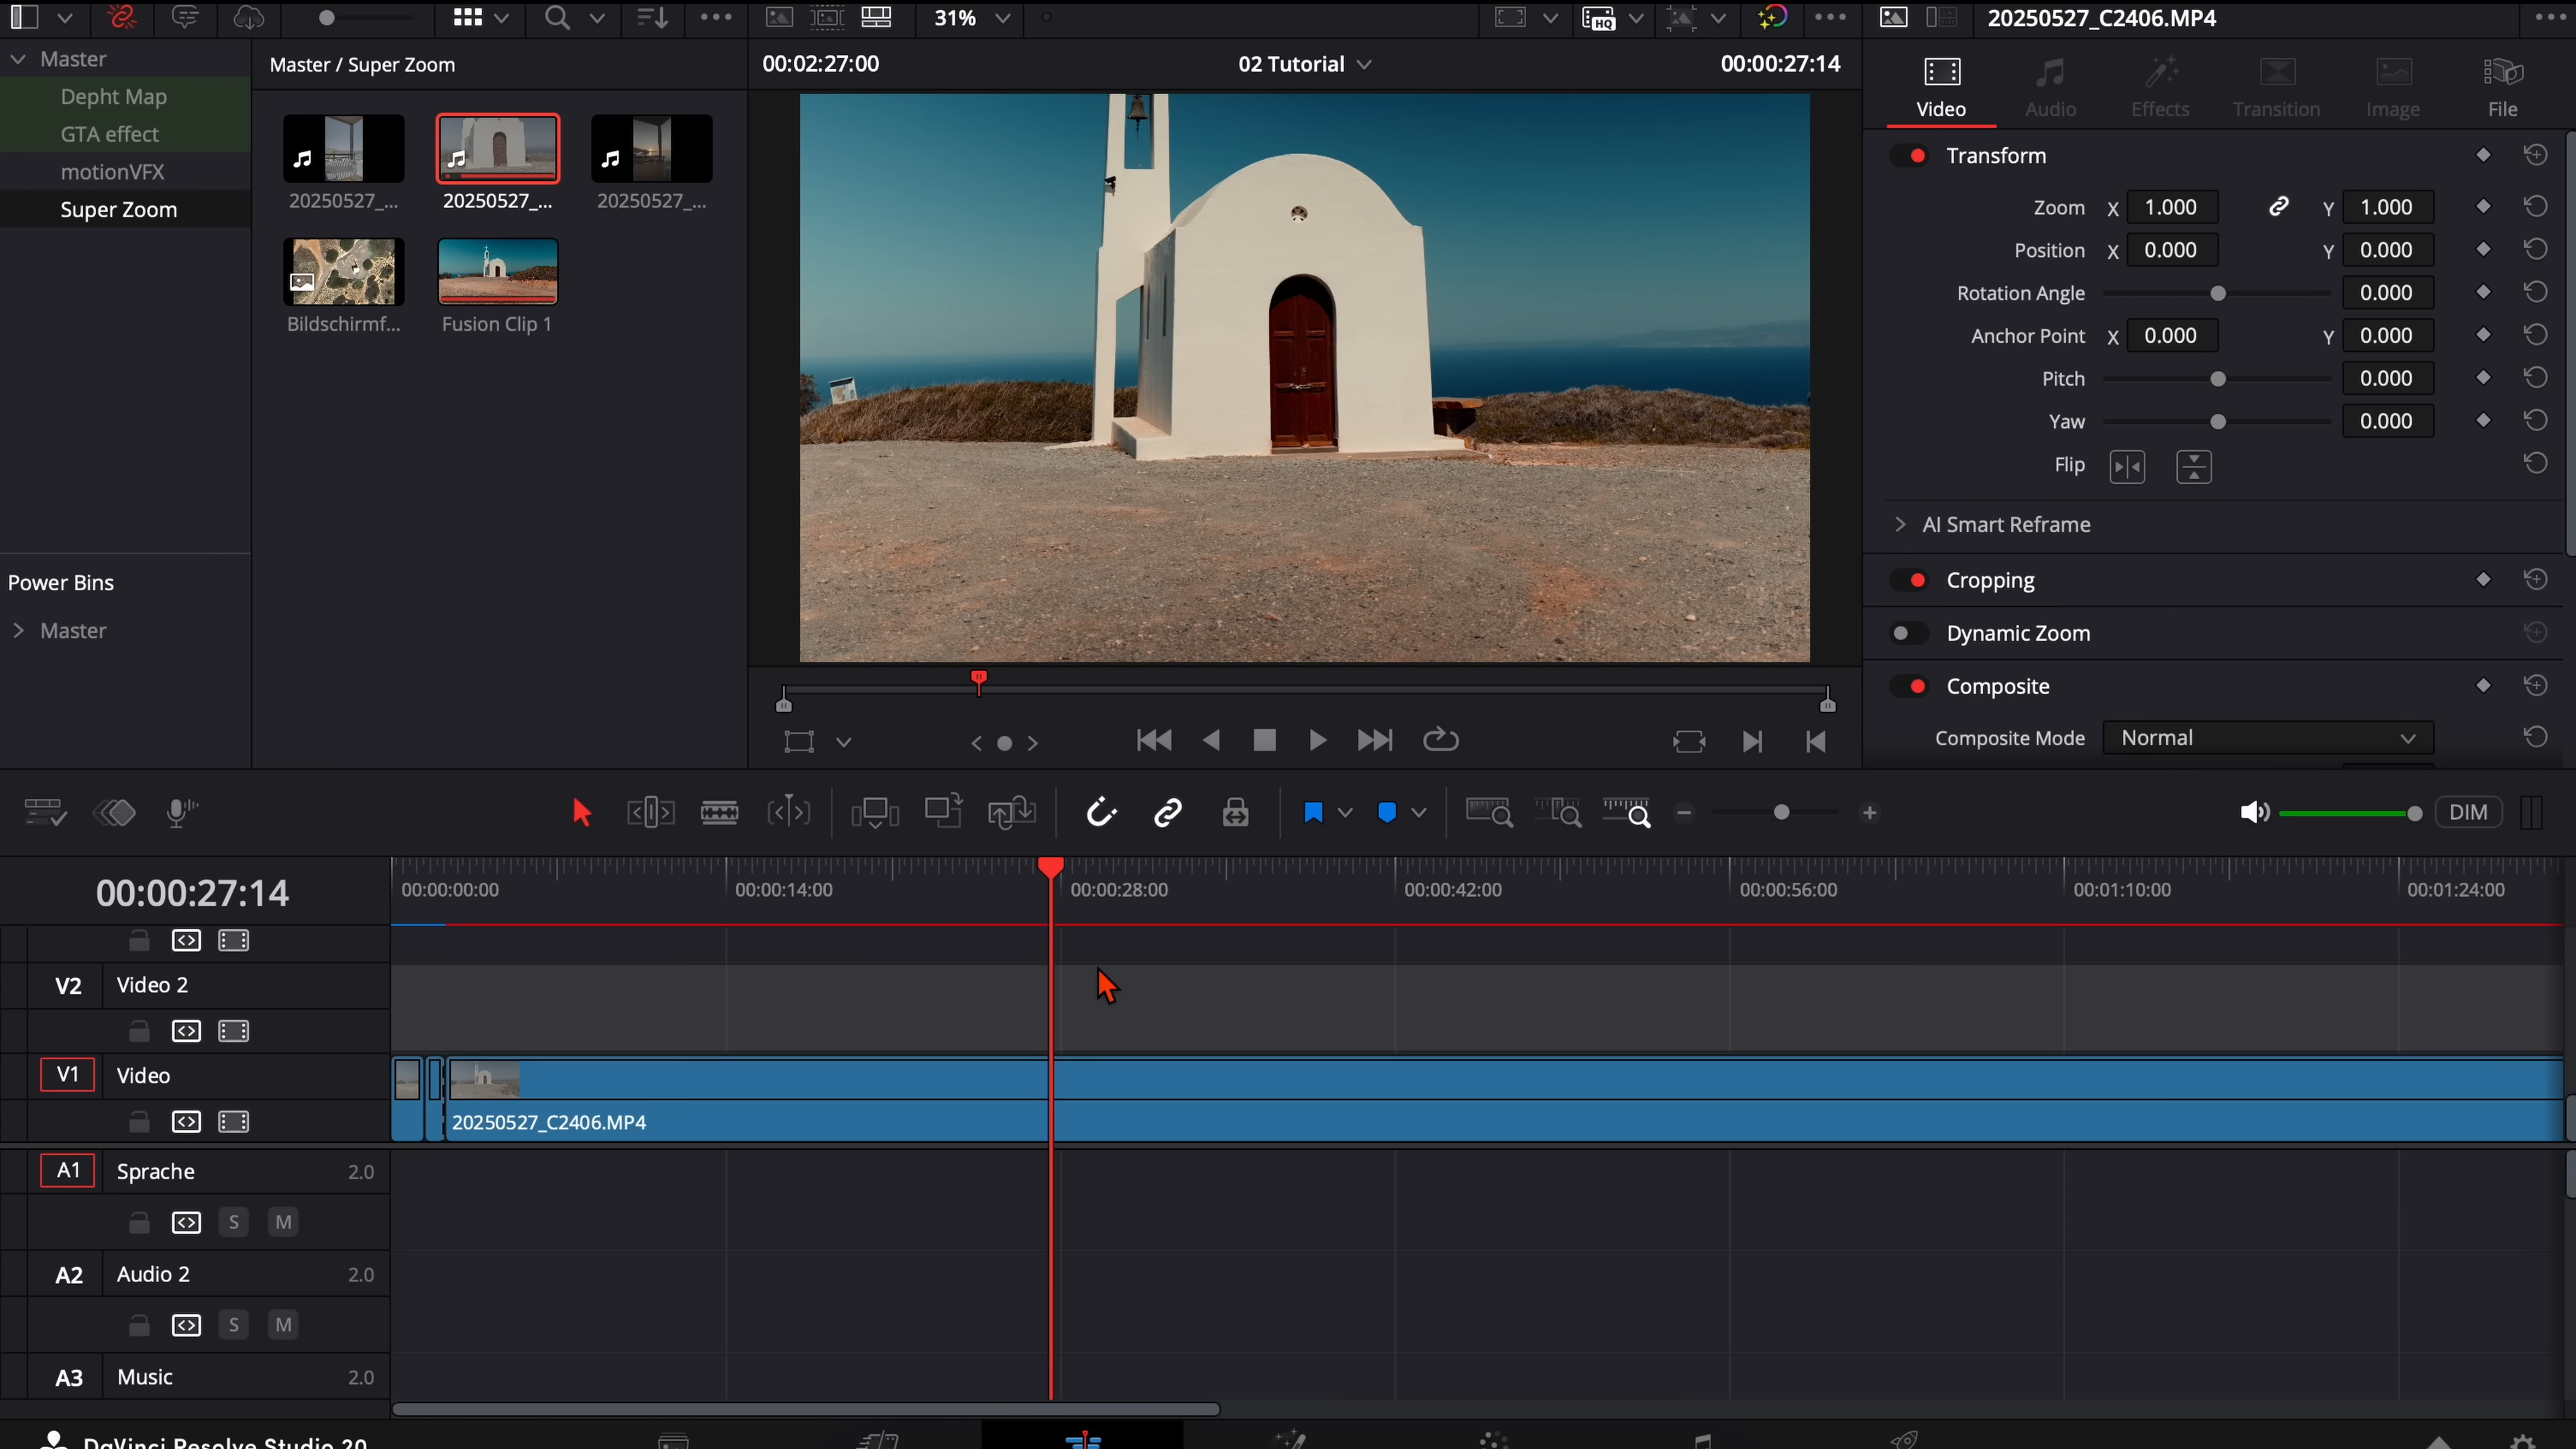 31%
20250527_C2406.MP4
Master
Depht Map
GTA effect
motionVFX
Super Zoom
Master / Super Zoom
20250527_...
20250527_...
20250527_...
Bildschirmf...
Fusion Clip 1
00:02:27:00
02 Tutorial
00:00:27:14
HQ
Video
Audio
Effects
Transition
Image
File
Transform
Zoom X 1.000 Y 1.000
Position X 0.000 Y 0.000
Rotation Angle 0.000
Anchor Point X 0.000 Y 0.000
Pitch 0.000
Yaw 0.000
Flip
AI Smart Reframe
Cropping
Dynamic Zoom
Composite
Composite Mode Normal
Power Bins
Master
DIM
00:00:27:14
00:00:00:00
00:00:14:00
00:00:28:00
00:00:42:00
00:00:56:00
00:01:10:00
00:01:24:00
V2 Video 2
V1 Video
20250527_C2406.MP4
A1 Sprache 2.0
S M
A2 Audio 2 2.0
S M
A3 Music 2.0
DaVinci Resolve Studio 20